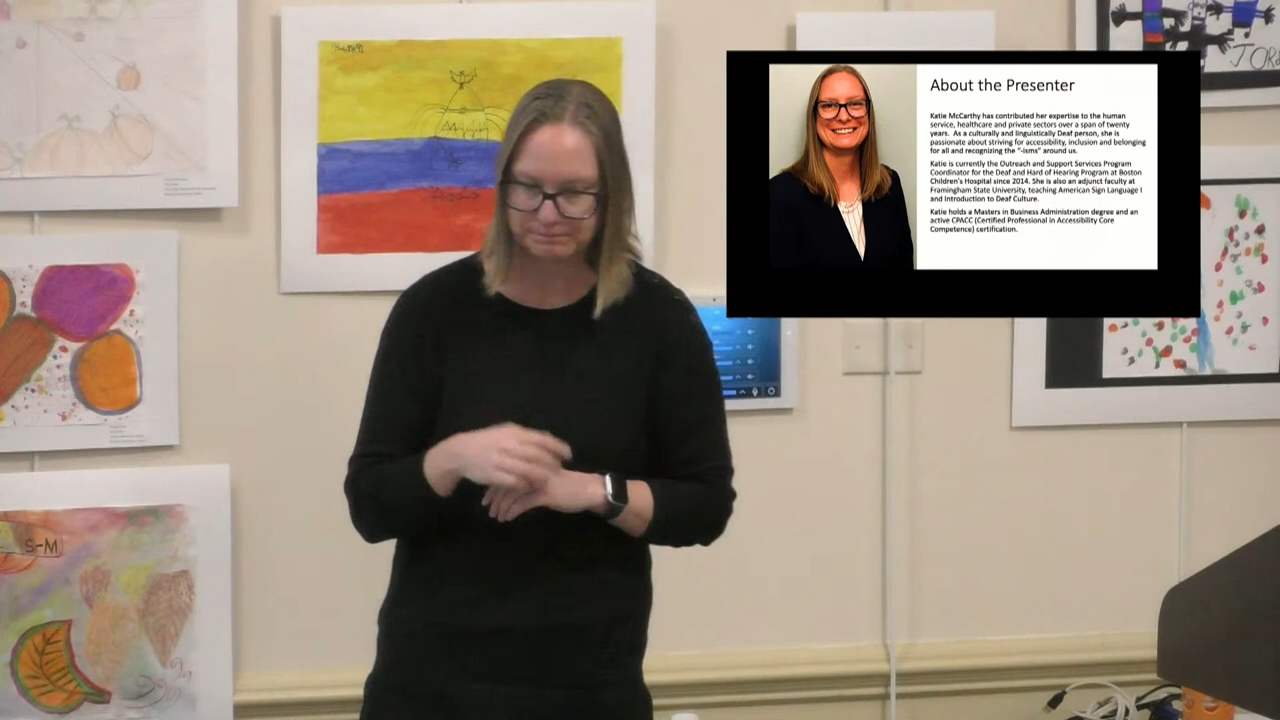 About the Presenter
Katie McCarthy has contributed her expertise to the human
service, healthcare and private sectors over a span of twenty
years. As a culturally and linguistically Deaf person, she is
passionate about striving for accessibility, inclusion and belonging
for all and recognizing the "-isms" around us.
Katie is currently the Outreach and Support Services Program
Coordinator for the Deaf and Hard of Hearing Program at Boston
Children's Hospital since 2014. She is also an adjunct faculty at
Framingham State University, teaching American Sign Language I
and Introduction to Deaf Culture.
Katie holds a Masters in Business Administration degree and an
active CPACC (Certified Professional in Accessibility Core
Competence) certification.
S-M